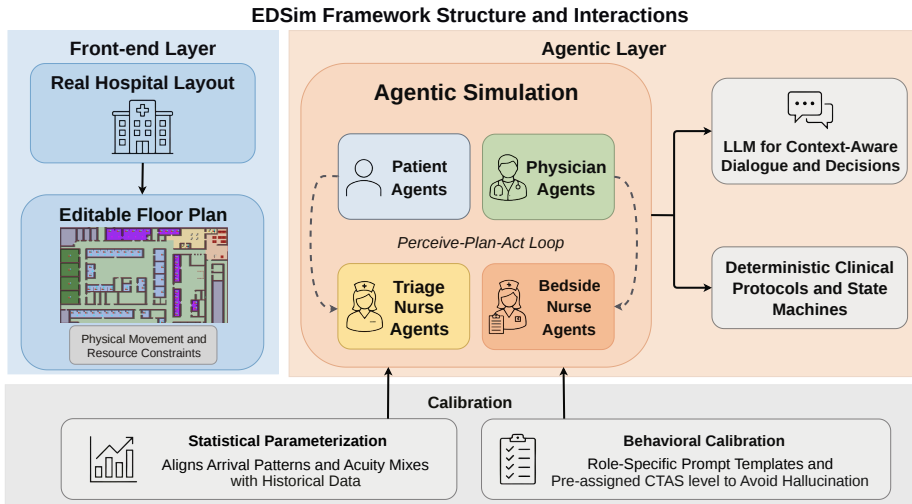 EDSim Framework Structure and Interactions
Front-end Layer
Real Hospital Layout
Editable Floor Plan
Physical Movement and
Resource Constraints
Agentic Layer
Agentic Simulation
Patient
Agents
Physician
Agents
Perceive-Plan-Act Loop
Triage
Nurse
Agents
Bedside
Nurse
Agents
LLM for Context-Aware
Dialogue and Decisions
Deterministic Clinical
Protocols and State
Machines
Calibration
Statistical Parameterization
Aligns Arrival Patterns and Acuity Mixes
with Historical Data
Behavioral Calibration
Role-Specific Prompt Templates and
Pre-assigned CTAS level to Avoid Hallucination